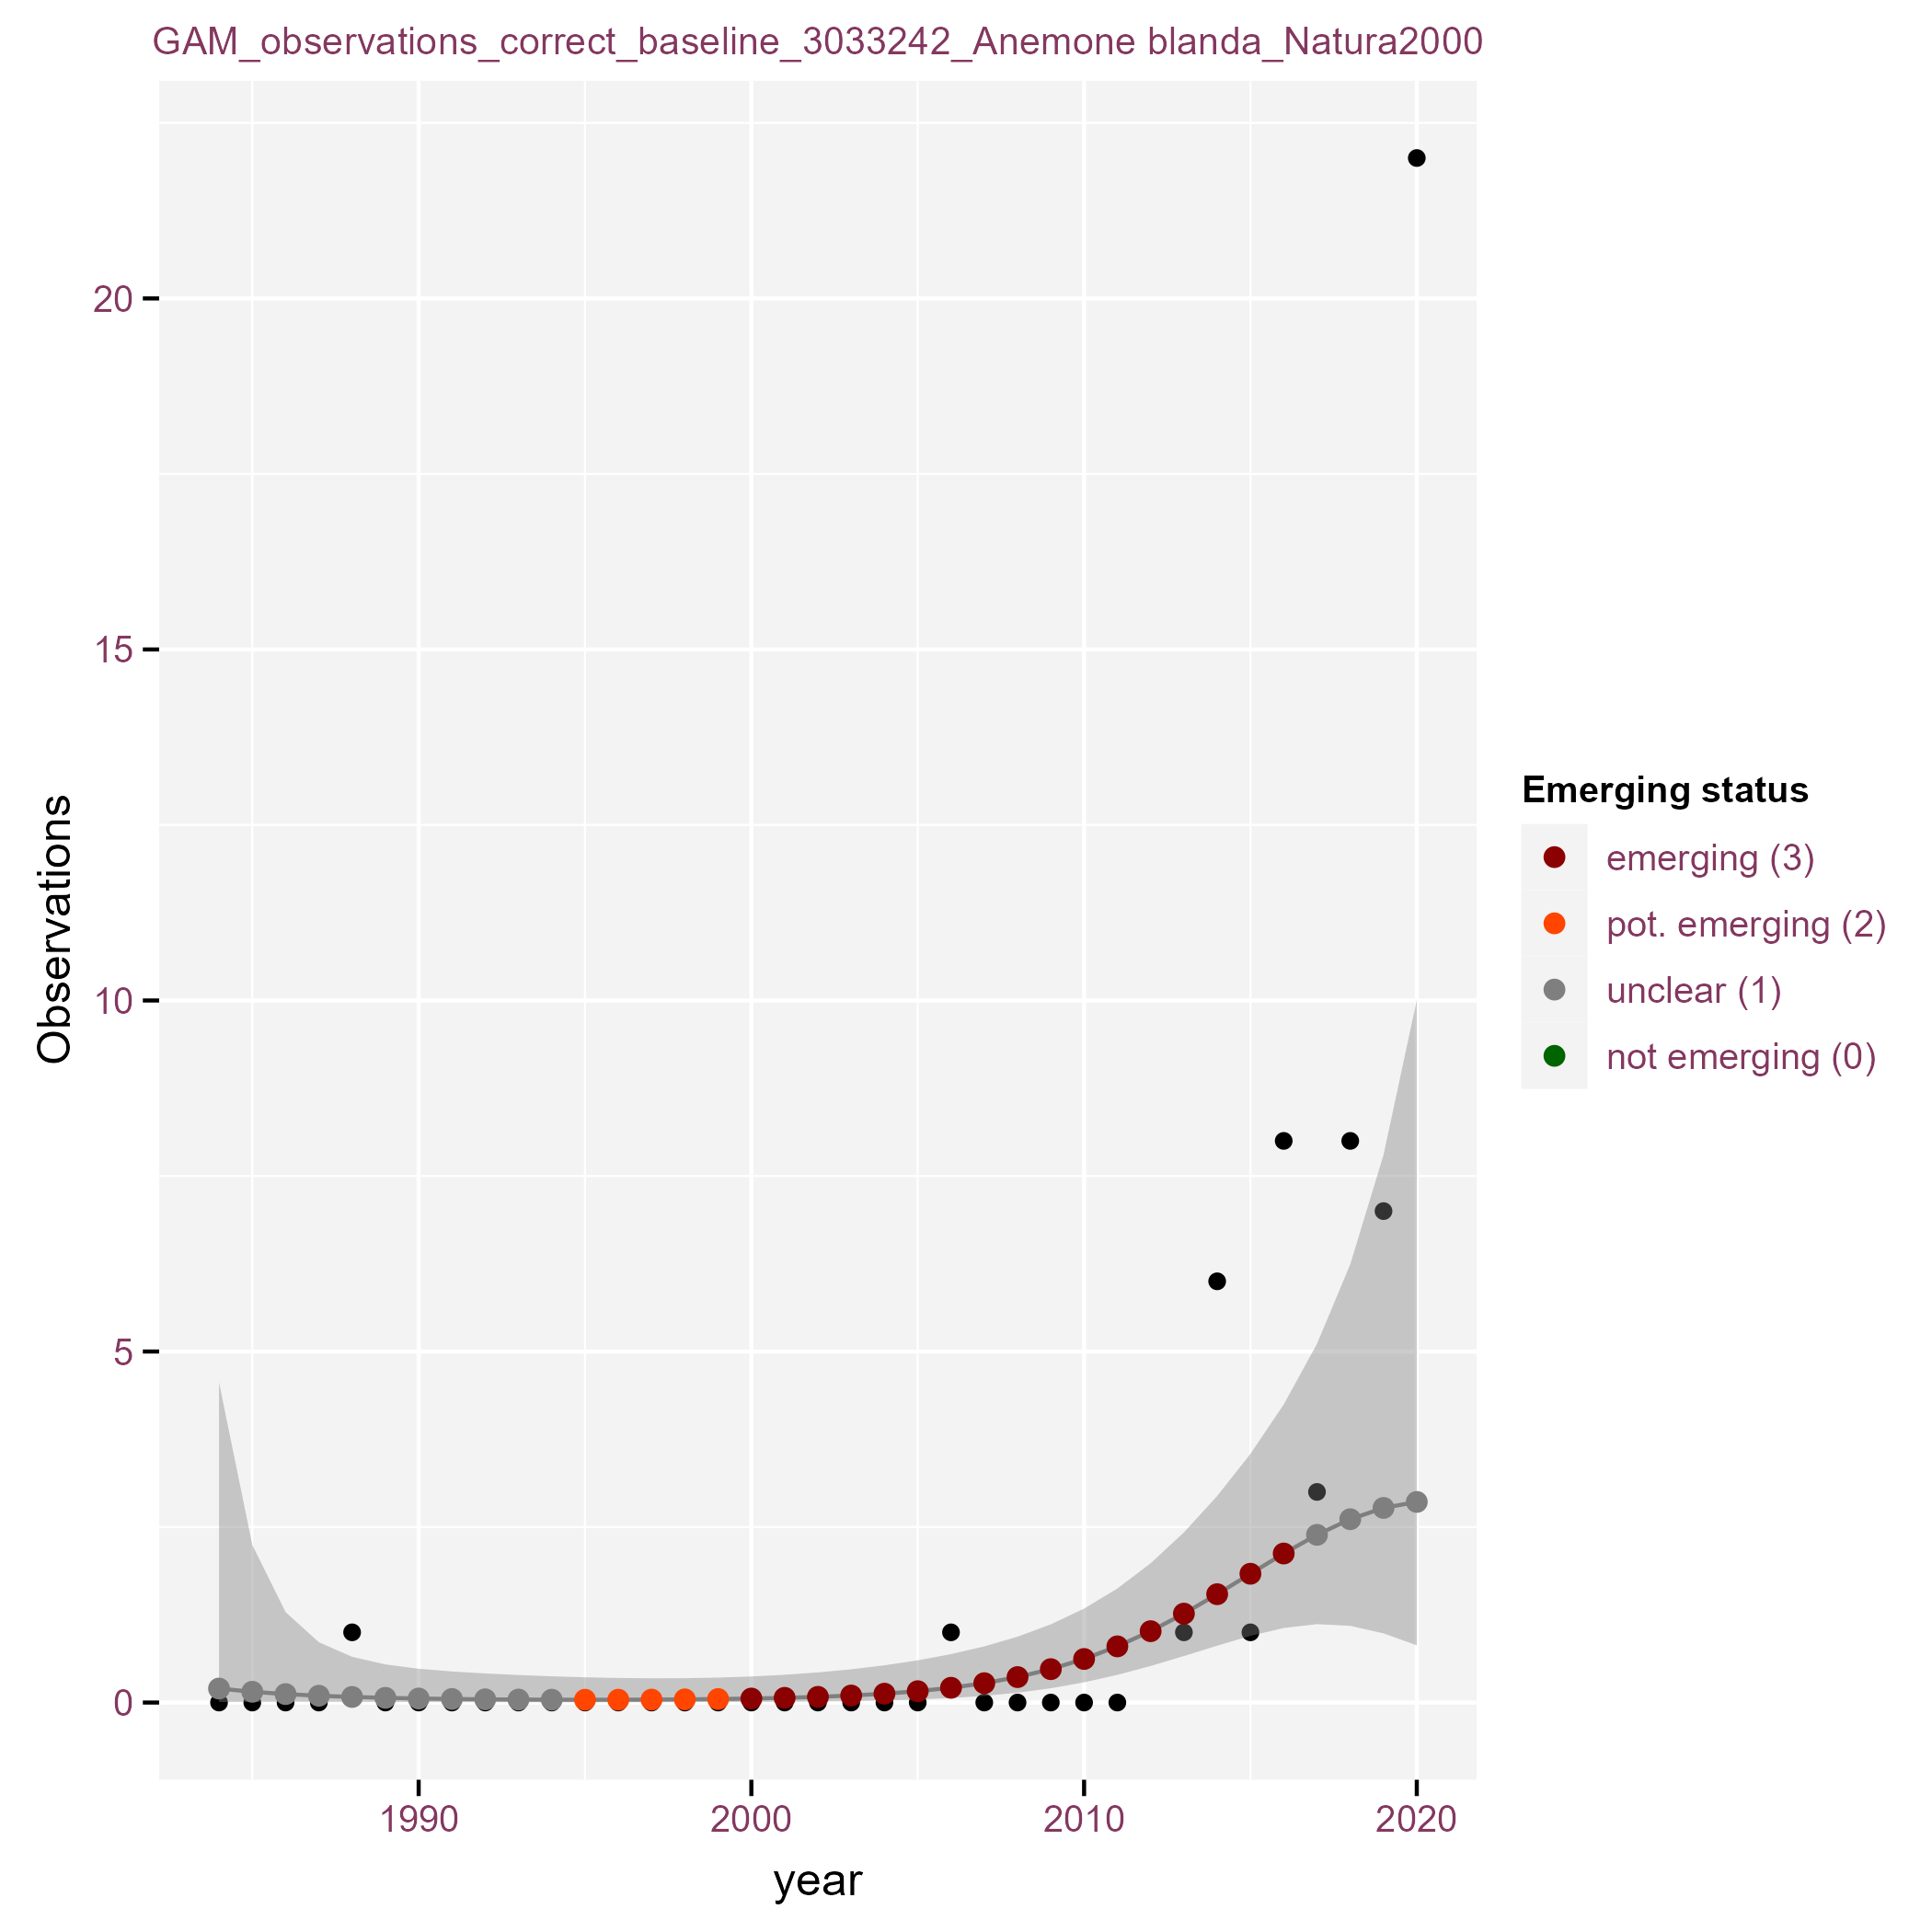 GAM_observations_correct_baseline_3033242_Anemone blanda_Natura2000
20
15
10
5
0
Observations
1990 2000 2010 2020
year
Emerging status
emerging (3)
pot. emerging (2)
unclear (1)
not emerging (0)